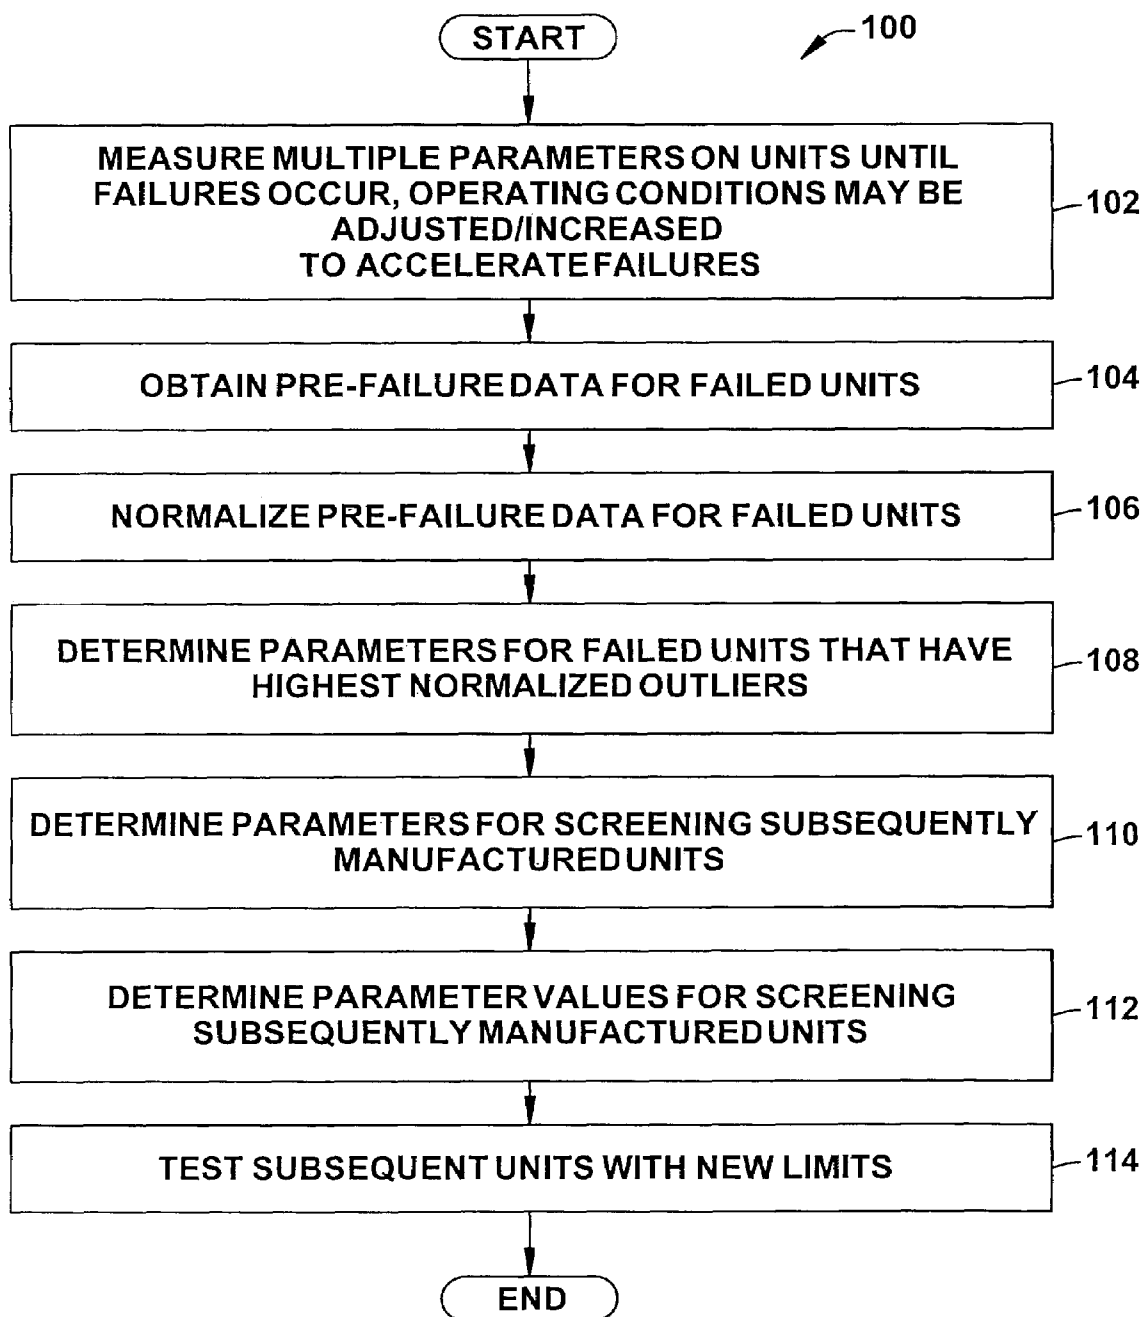 START
100
MEASURE MULTIPLE PARAMETERS ON UNITS UNTIL
FAILURES OCCUR, OPERATING CONDITIONS MAY BE
ADJUSTED/INCREASED
TO ACCELERATE FAILURES
102
OBTAIN PRE-FAILURE DATA FOR FAILED UNITS
104
NORMALIZE PRE-FAILURE DATA FOR FAILED UNITS
106
DETERMINE PARAMETERS FOR FAILED UNITS THAT HAVE
HIGHEST NORMALIZED OUTLIERS
108
DETERMINE PARAMETERS FOR SCREENING SUBSEQUENTLY
MANUFACTURED UNITS
110
DETERMINE PARAMETER VALUES FOR SCREENING
SUBSEQUENTLY MANUFACTURED UNITS
112
TEST SUBSEQUENT UNITS WITH NEW LIMITS
114
END